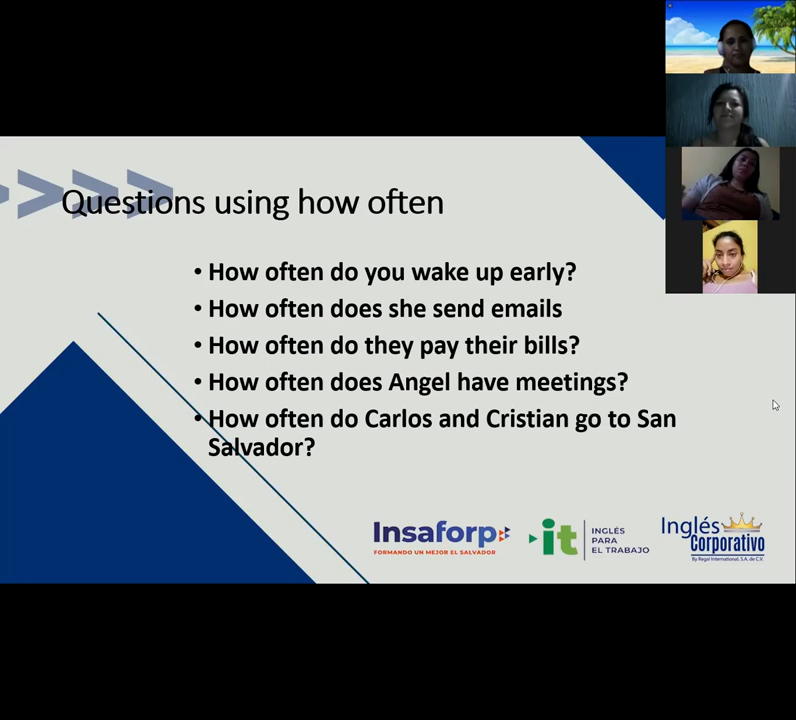 Questions using how often
• How often do you wake up early?
• How often does she send emails
• How often do they pay their bills?
• How often does Angel have meetings?
• How often do Carlos and Cristian go to San
Salvador?
Insaforp
FORMANDO UN MEJOR EL SALVADOR
it
INGLÉS
PARA
EL TRABAJO
Inglés
Corporativo
By Regal International, S.A. de C.V.